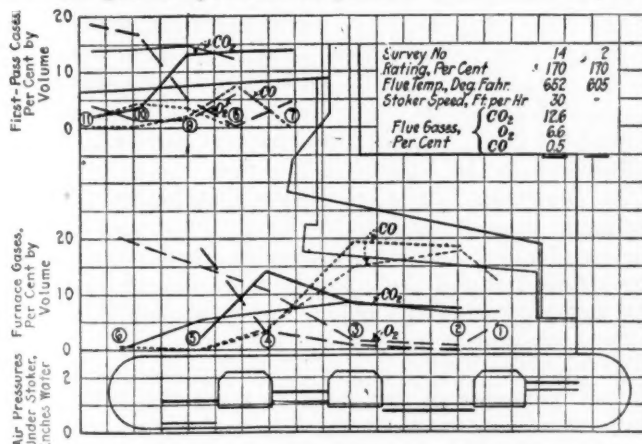 First-Pass Cases,
Per Cent by
Volume
20
10
0
CO₂
CO
O₂
11
10
9
8
7
Survey No 14 2
Rating, Per Cent 170 170
Flue Temp., Deg. Fahr. 652 605
Stoker Speed, Ft. per Hr 30 -
Flue Gases, Per Cent { CO₂ 12.6
O₂ 6.6
CO 0.5
Furnace Gases,
Per Cent by
Volume
20
10
0
CO
CO₂
O₂
6
5
4
3
2
1
Air Pressures
Under Stoker,
Inches Water
2
0